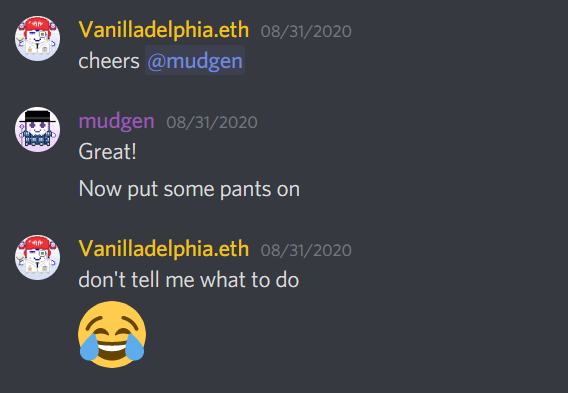 Vanilladelphia.eth 08/31/2020
cheers @mudgen
mudgen 08/31/2020
Great!
Now put some pants on
Vanilladelphia.eth 08/31/2020
don't tell me what to do